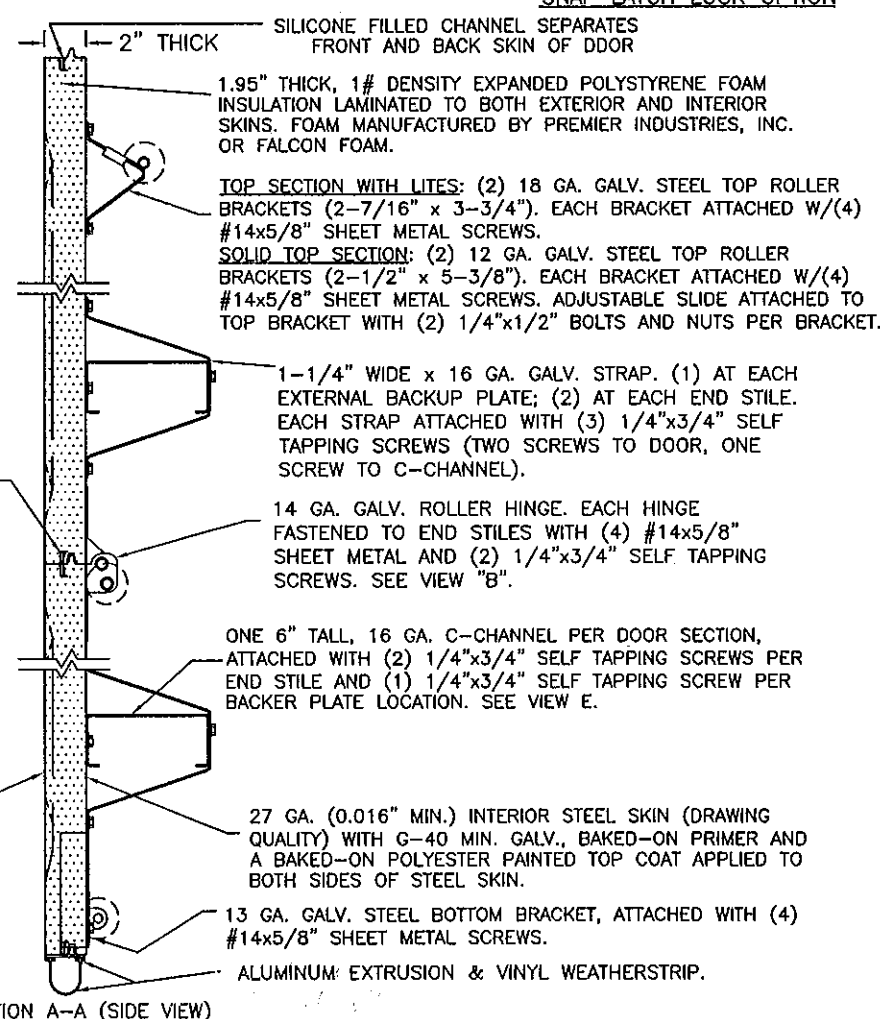 SNAP LATCH LOCK OPTION
SILICONE FILLED CHANNEL SEPARATES
FRONT AND BACK SKIN OF DOOR
2" THICK
1.95" THICK, 1# DENSITY EXPANDED POLYSTYRENE FOAM
INSULATION LAMINATED TO BOTH EXTERIOR AND INTERIOR
SKINS. FOAM MANUFACTURED BY PREMIER INDUSTRIES, INC.
OR FALCON FOAM.
TOP SECTION WITH LITES: (2) 18 GA. GALV. STEEL TOP ROLLER
BRACKETS (2-7/16" x 3-3/4"). EACH BRACKET ATTACHED W/(4)
#14x5/8" SHEET METAL SCREWS.
SOLID TOP SECTION: (2) 12 GA. GALV. STEEL TOP ROLLER
BRACKETS (2-1/2" x 5-3/8"). EACH BRACKET ATTACHED W/(4)
#14x5/8" SHEET METAL SCREWS. ADJUSTABLE SLIDE ATTACHED TO
TOP BRACKET WITH (2) 1/4"x1/2" BOLTS AND NUTS PER BRACKET.
1-1/4" WIDE x 16 GA. GALV. STRAP. (1) AT EACH
EXTERNAL BACKUP PLATE; (2) AT EACH END STILE.
EACH STRAP ATTACHED WITH (3) 1/4"x3/4" SELF
TAPPING SCREWS (TWO SCREWS TO DOOR, ONE
SCREW TO C-CHANNEL).
14 GA. GALV. ROLLER HINGE. EACH HINGE
FASTENED TO END STILES WITH (4) #14x5/8"
SHEET METAL AND (2) 1/4"x3/4" SELF TAPPING
SCREWS. SEE VIEW "B".
ONE 6" TALL, 16 GA. C-CHANNEL PER DOOR SECTION,
ATTACHED WITH (2) 1/4"x3/4" SELF TAPPING SCREWS PER
END STILE AND (1) 1/4"x3/4" SELF TAPPING SCREW PER
BACKER PLATE LOCATION. SEE VIEW E.
27 GA. (0.016" MIN.) INTERIOR STEEL SKIN (DRAWING
QUALITY) WITH G-40 MIN. GALV., BAKED-ON PRIMER AND
A BAKED-ON POLYESTER PAINTED TOP COAT APPLIED TO
BOTH SIDES OF STEEL SKIN.
13 GA. GALV. STEEL BOTTOM BRACKET, ATTACHED WITH (4)
#14x5/8" SHEET METAL SCREWS.
ALUMINUM EXTRUSION & VINYL WEATHERSTRIP.
TION A-A (SIDE VIEW)